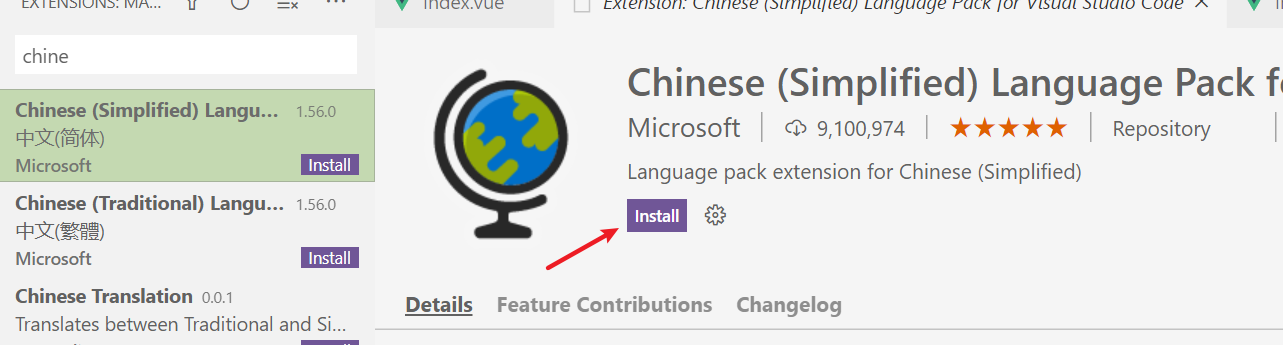 EXTENSIONS: MA...
index.vue
Extension: Chinese (Simplified) Language Pack for Visual Studio Code
chine
Chinese (Simplified) Langu... 1.56.0
中文(简体)
Microsoft
Install
Chinese (Traditional) Langu... 1.56.0
中文(繁體)
Microsoft
Install
Chinese Translation 0.0.1
Translates between Traditional and Si...
Chinese (Simplified) Language Pack
Microsoft
9,100,974
Repository
Language pack extension for Chinese (Simplified)
Install
Details Feature Contributions Changelog